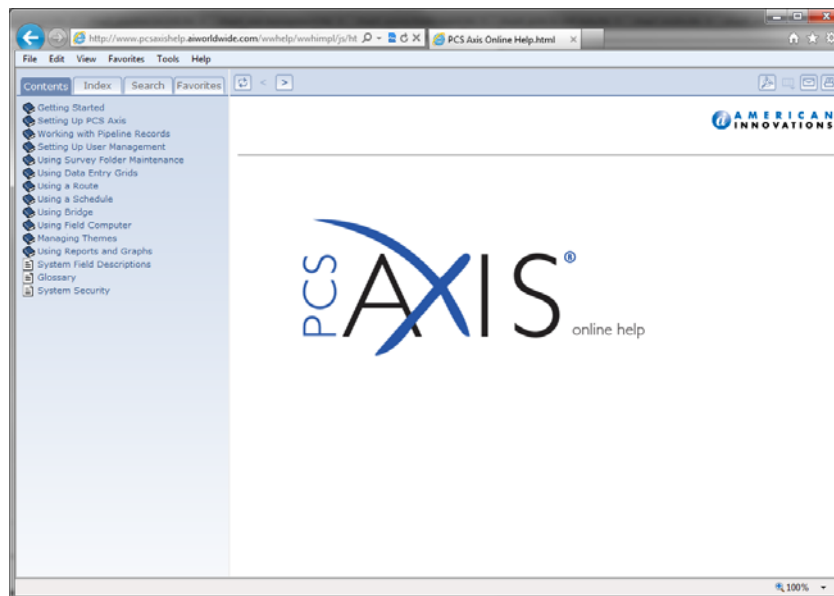 http://www.pcsaxishelp.aiworldwide.com/wwhelp/wwhimpl/js/ht
PCS Axis Online Help.html
File Edit View Favorites Tools Help
Contents Index Search Favorites
< >
Getting Started
Setting Up PCS Axis
Working with Pipeline Records
Setting Up User Management
Using Survey Folder Maintenance
Using Data Entry Grids
Using a Route
Using a Schedule
Using Bridge
Using Field Computer
Managing Themes
Using Reports and Graphs
System Field Descriptions
Glossary
System Security
AMERICAN
INNOVATIONS
PCS AXIS®
online help
100%